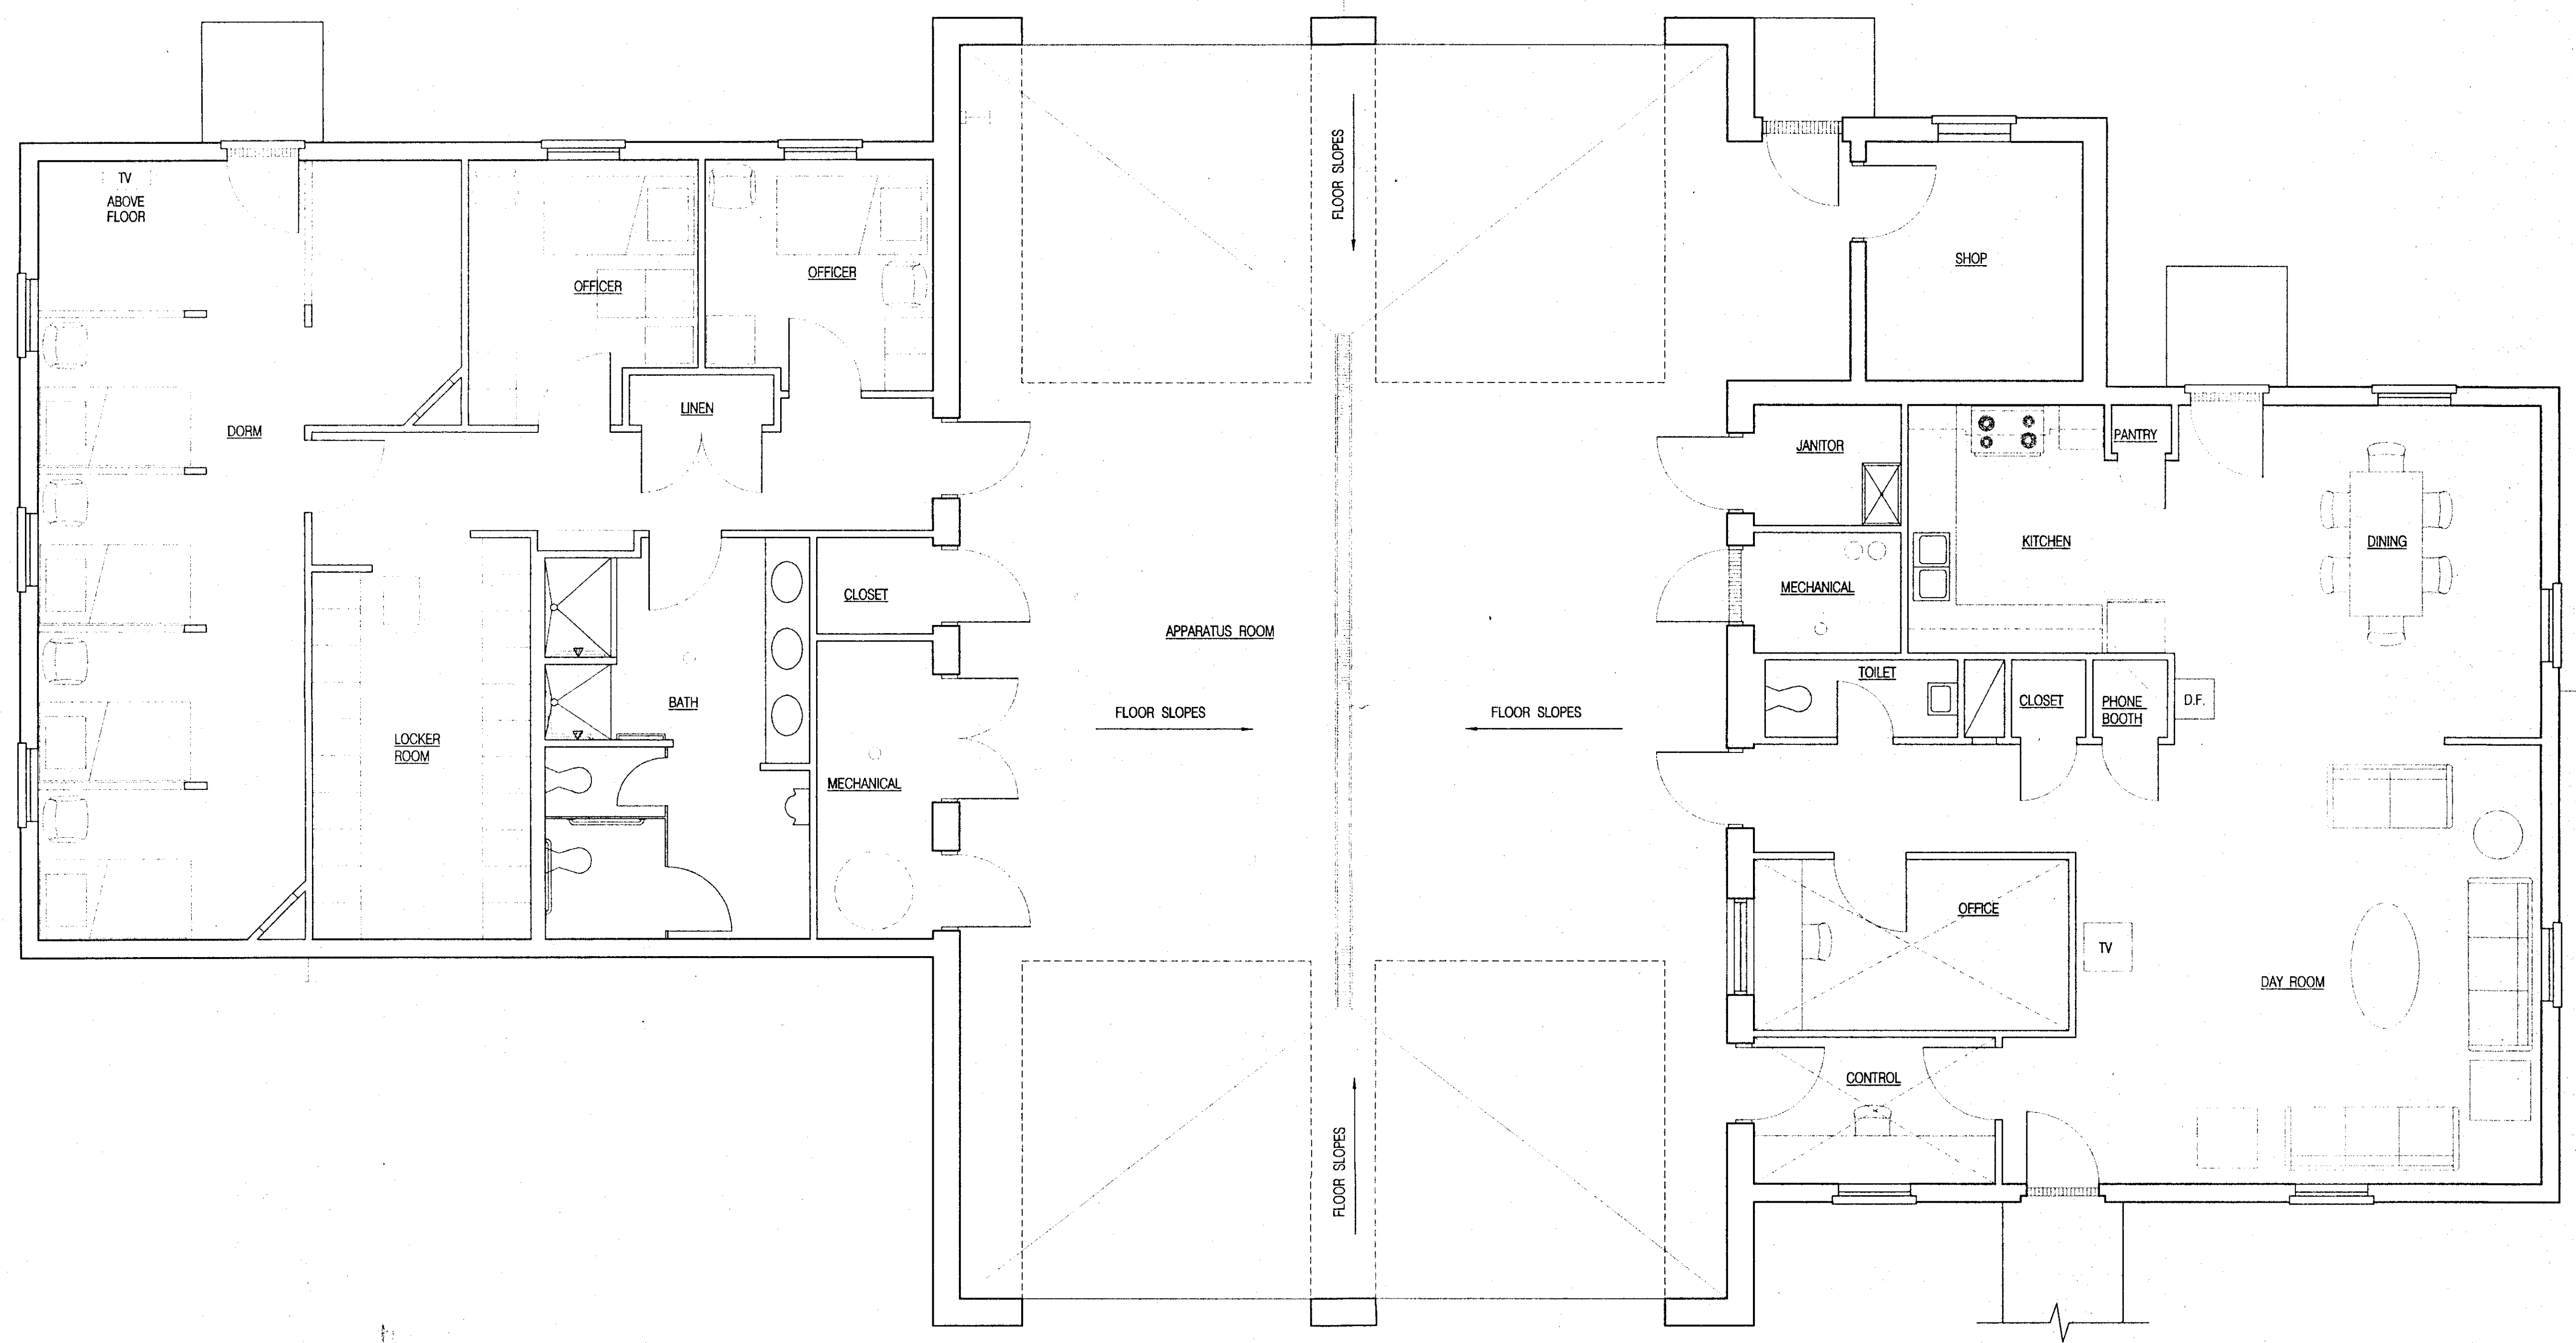 TV
ABOVE
FLOOR
OFFICER
OFFICER
FLOOR SLOPES
SHOP
DORM
LINEN
JANITOR
PANTRY
KITCHEN
DINING
CLOSET
MECHANICAL
APPARATUS ROOM
BATH
TOILET
CLOSET
PHONE
BOOTH
D.F.
LOCKER
ROOM
FLOOR SLOPES
FLOOR SLOPES
MECHANICAL
OFFICE
TV
DAY ROOM
CONTROL
FLOOR SLOPES